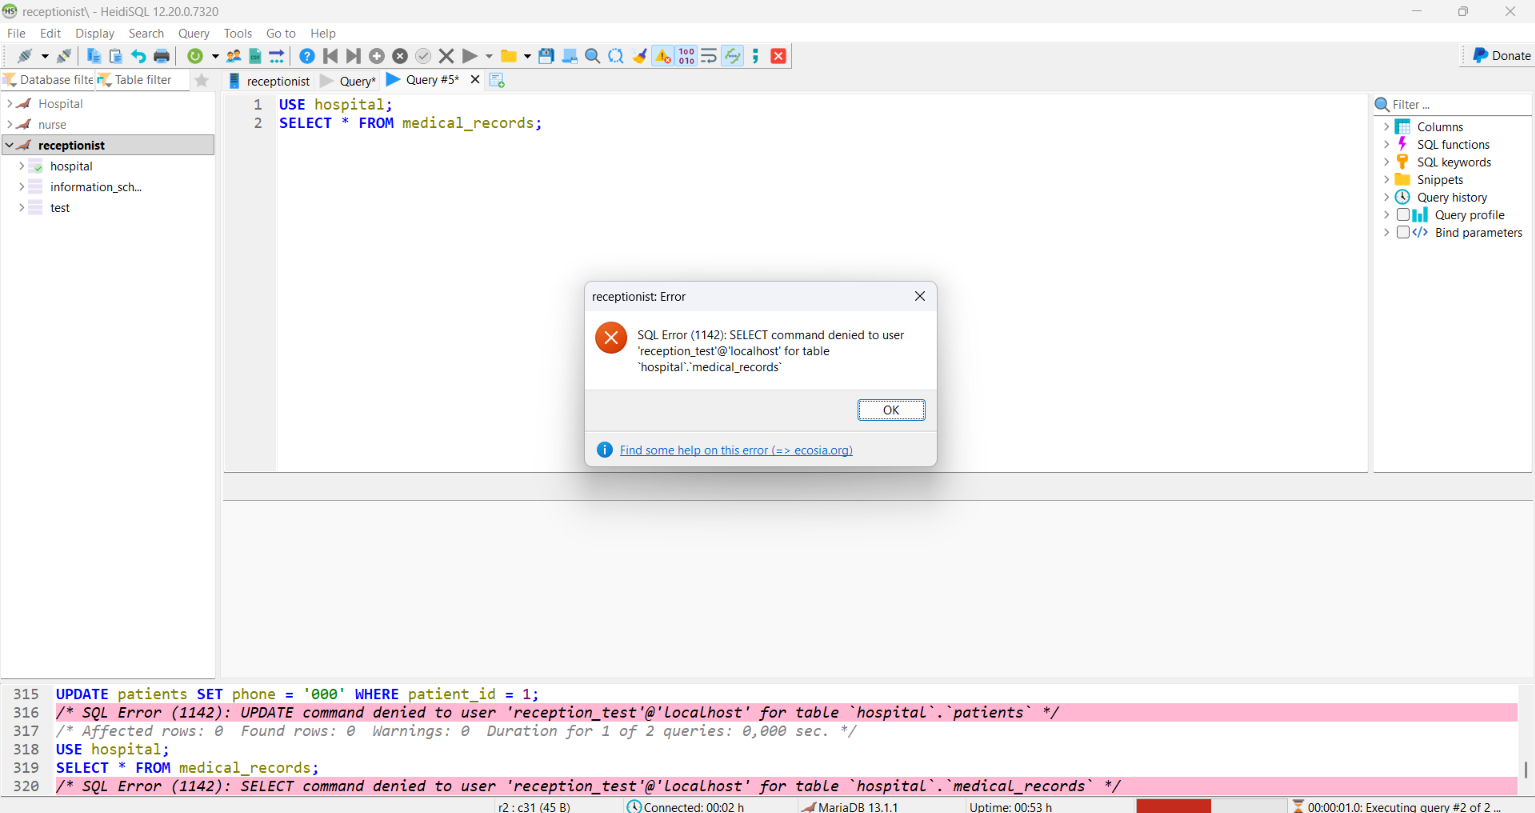 receptionist\ - HeidiSQL 12.20.0.7320
File Edit Display Search Query Tools Go to Help
Donate
Database filte Table filter
receptionist Query* Query #5*
Hospital
nurse
receptionist
hospital
information_sch...
test
1 USE hospital;
2 SELECT * FROM medical_records;
Filter ...
Columns
SQL functions
SQL keywords
Snippets
Query history
Query profile
Bind parameters
receptionist: Error
SQL Error (1142): SELECT command denied to user
'reception_test'@'localhost' for table
`hospital`.`medical_records`
OK
Find some help on this error (=> ecosia.org)
315 UPDATE patients SET phone = '000' WHERE patient_id = 1;
316 /* SQL Error (1142): UPDATE command denied to user 'reception_test'@'localhost' for table `hospital`.`patients` */
317 /* Affected rows: 0 Found rows: 0 Warnings: 0 Duration for 1 of 2 queries: 0,000 sec. */
318 USE hospital;
319 SELECT * FROM medical_records;
320 /* SQL Error (1142): SELECT command denied to user 'reception_test'@'localhost' for table `hospital`.`medical_records` */
r2 : c31 (45 B) Connected: 00:02 h MariaDB 13.1.1 Uptime: 00:53 h 00:00:01.0: Executing query #2 of 2 ...